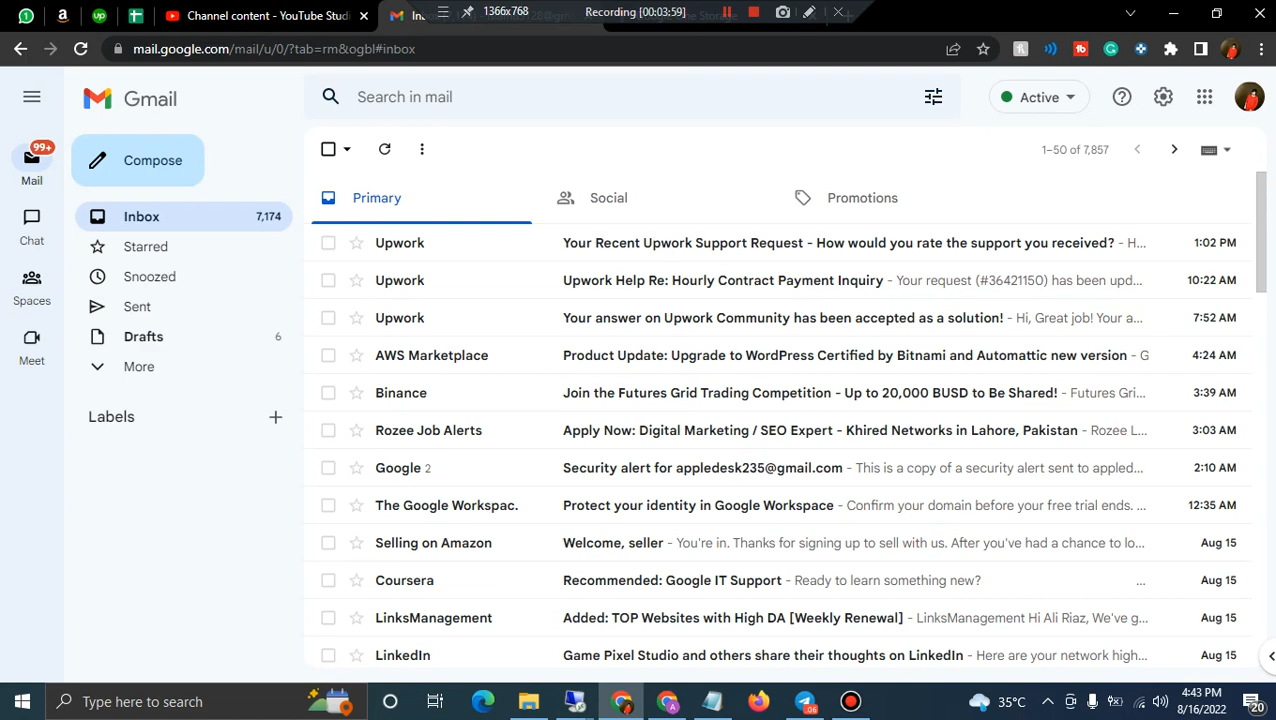 Channel content - YouTube Studi
1366x768
Recording [00:03:59]
mail.google.com/mail/u/0/?tab=rm&ogbl#inbox
Gmail
Search in mail
Active
99+
Mail
Compose
1–50 of 7,857
Primary
Social
Promotions
Inbox 7,174
Starred
Chat
Snoozed
Spaces
Sent
Drafts 6
Meet
More
Labels
Upwork Your Recent Upwork Support Request - How would you rate the support you received? - H... 1:02 PM
Upwork Upwork Help Re: Hourly Contract Payment Inquiry - Your request (#36421150) has been upd... 10:22 AM
Upwork Your answer on Upwork Community has been accepted as a solution! - Hi, Great job! Your a... 7:52 AM
AWS Marketplace Product Update: Upgrade to WordPress Certified by Bitnami and Automattic new version - G 4:24 AM
Binance Join the Futures Grid Trading Competition - Up to 20,000 BUSD to Be Shared! - Futures Gri... 3:39 AM
Rozee Job Alerts Apply Now: Digital Marketing / SEO Expert - Khired Networks in Lahore, Pakistan - Rozee L... 3:03 AM
Google 2 Security alert for appledesk235@gmail.com - This is a copy of a security alert sent to appled... 2:10 AM
The Google Workspac. Protect your identity in Google Workspace - Confirm your domain before your free trial ends. ... 12:35 AM
Selling on Amazon Welcome, seller - You're in. Thanks for signing up to sell with us. After you've had a chance to lo... Aug 15
Coursera Recommended: Google IT Support - Ready to learn something new? ... Aug 15
LinksManagement Added: TOP Websites with High DA [Weekly Renewal] - LinksManagement Hi Ali Riaz, We've g... Aug 15
LinkedIn Game Pixel Studio and others share their thoughts on LinkedIn - Here are your network high... Aug 15
Type here to search
35°C
4:43 PM
8/16/2022
20